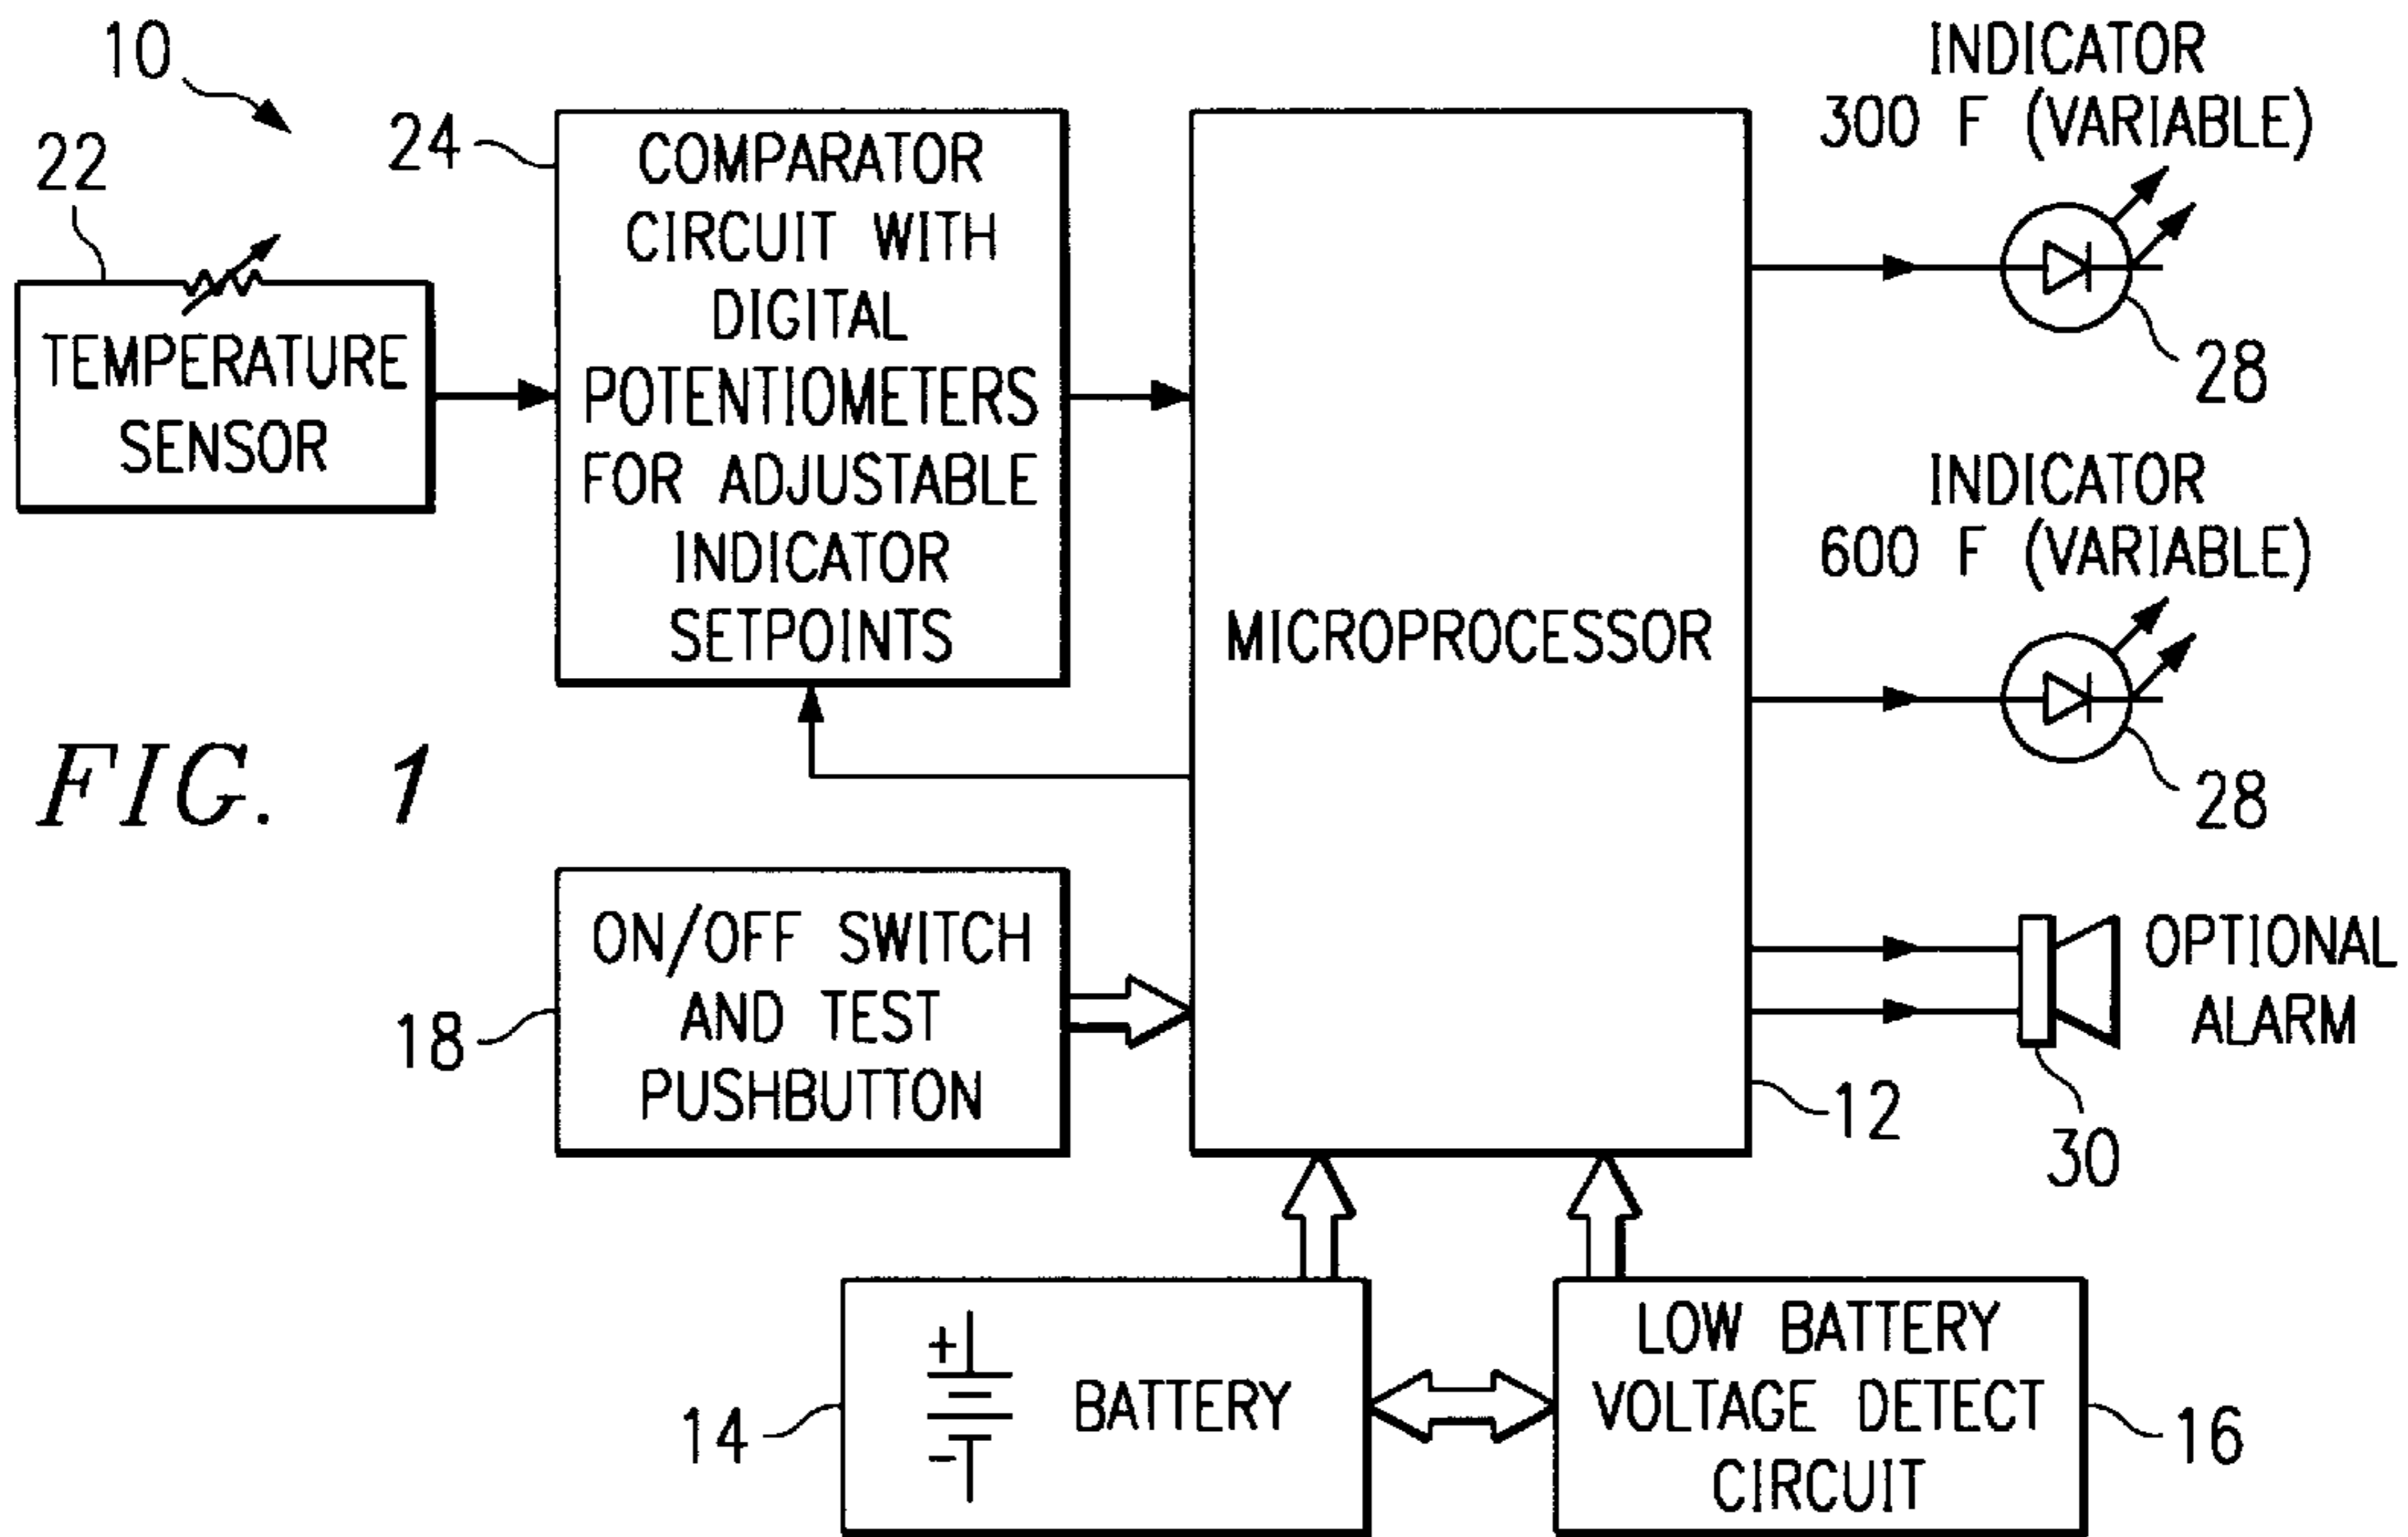 10
22
TEMPERATURE
SENSOR
24
COMPARATOR
CIRCUIT WITH
DIGITAL
POTENTIOMETERS
FOR ADJUSTABLE
INDICATOR
SETPOINTS
MICROPROCESSOR
12
INDICATOR
300 F (VARIABLE)
28
INDICATOR
600 F (VARIABLE)
28
OPTIONAL
ALARM
30
FIG. 1
18
ON/OFF SWITCH
AND TEST
PUSHBUTTON
14
+
-
BATTERY
LOW BATTERY
VOLTAGE DETECT
CIRCUIT
16